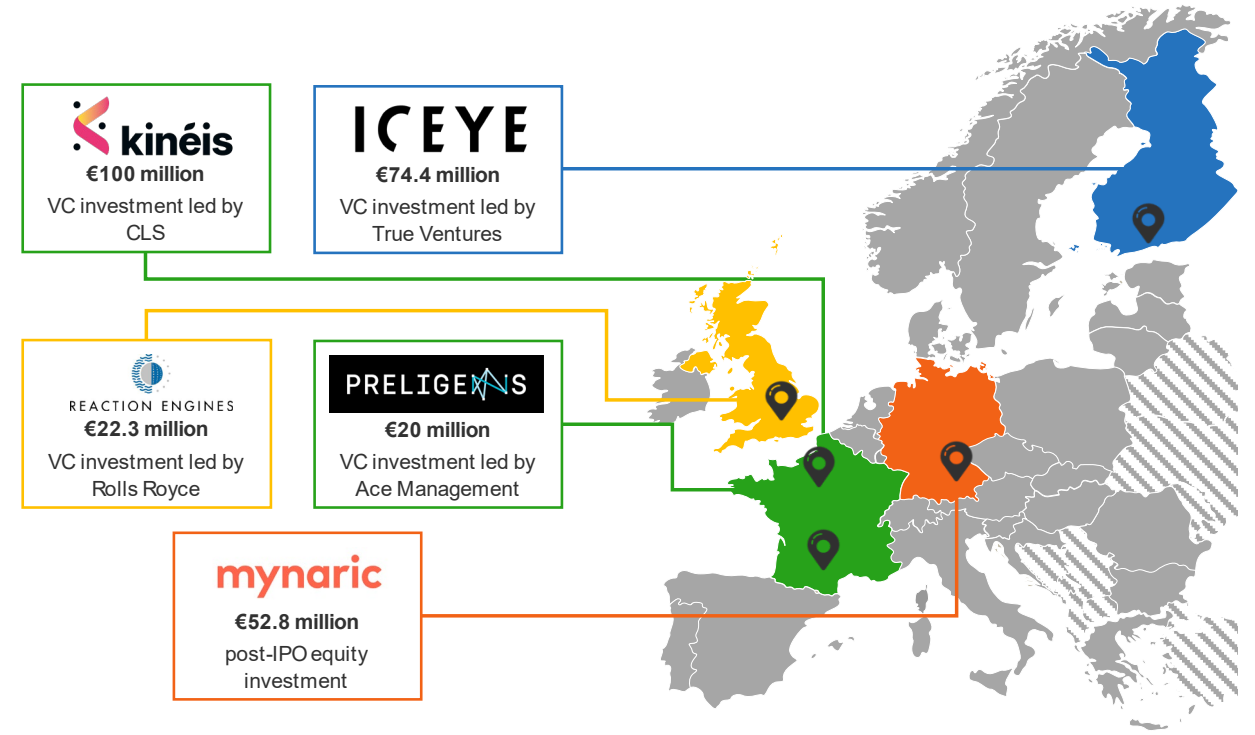 kinéis
€100 million
VC investment led by
CLS
ICEYE
€74.4 million
VC investment led by
True Ventures
REACTION ENGINES
€22.3 million
VC investment led by
Rolls Royce
PRELIGENS
€20 million
VC investment led by
Ace Management
mynaric
€52.8 million
post-IPO equity
investment